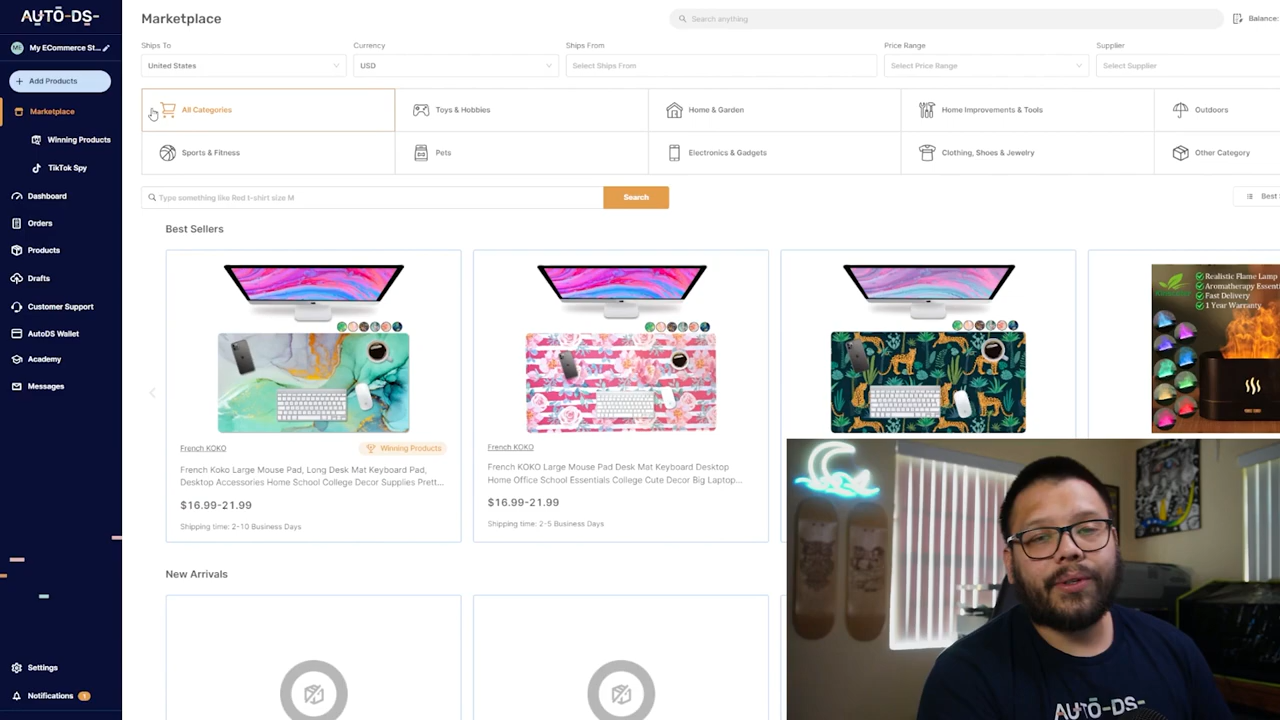 AUTO-DS-
ME My ECommerce St...
+ Add Products
Marketplace
Winning Products
TikTok Spy
Dashboard
Orders
Products
Drafts
Customer Support
AutoDS Wallet
Academy
Messages
Settings
Notifications 1
Marketplace
Search anything
Balance:
Ships To
Currency
Ships From
Price Range
Supplier
United States
USD
Select Ships From
Select Price Range
Select Supplier
All Categories
Toys & Hobbies
Home & Garden
Home Improvements & Tools
Outdoors
Sports & Fitness
Pets
Electronics & Gadgets
Clothing, Shoes & Jewelry
Other Category
Type something like Red t-shirt size M
Search
Best S
Best Sellers
French KOKO
Winning Products
French Koko Large Mouse Pad, Long Desk Mat Keyboard Pad,
Desktop Accessories Home School College Decor Supplies Prett...
$16.99-21.99
Shipping time: 2-10 Business Days
French KOKO
French KOKO Large Mouse Pad Desk Mat Keyboard Desktop
Home Office School Essentials College Cute Decor Big Laptop...
$16.99-21.99
Shipping time: 2-5 Business Days
Realistic Flame Lamp
Aromatherapy Essenti
Fast Delivery
1 Year Warranty
New Arrivals
AUTO-DS-